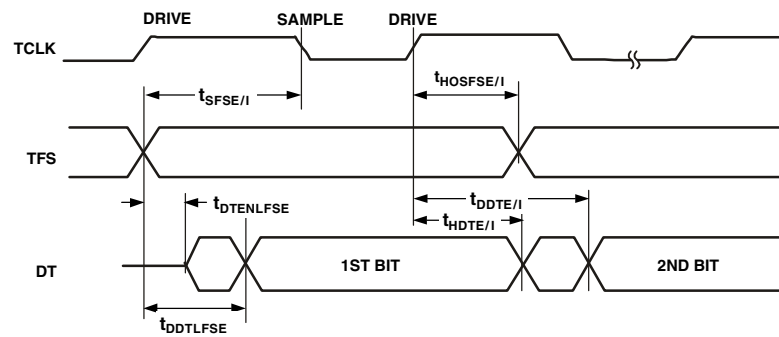 DRIVE SAMPLE DRIVE
TCLK
tSFSE/I
tHOSFSE/I
TFS
tDTENLFSE
tDDTE/I
tHDTE/I
DT
1ST BIT
2ND BIT
tDDTLFSE